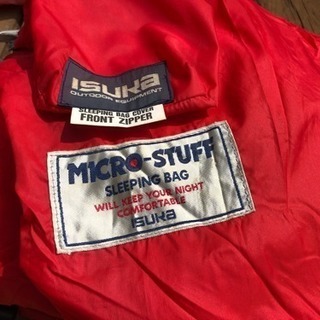 ISUKA
OUTDOOR EQUIPMENT
SLEEPING BAG COVER
FRONT ZIPPER
MICRO-STUFF
SLEEPING BAG
WILL KEEP YOUR NIGHT
COMFORTABLE
ISUKA